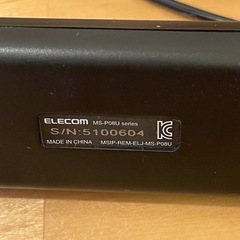 ELECOM MS-P08U series
S/N:5100604
MADE IN CHINA MSIP-REM-ELJ-MS-P08U